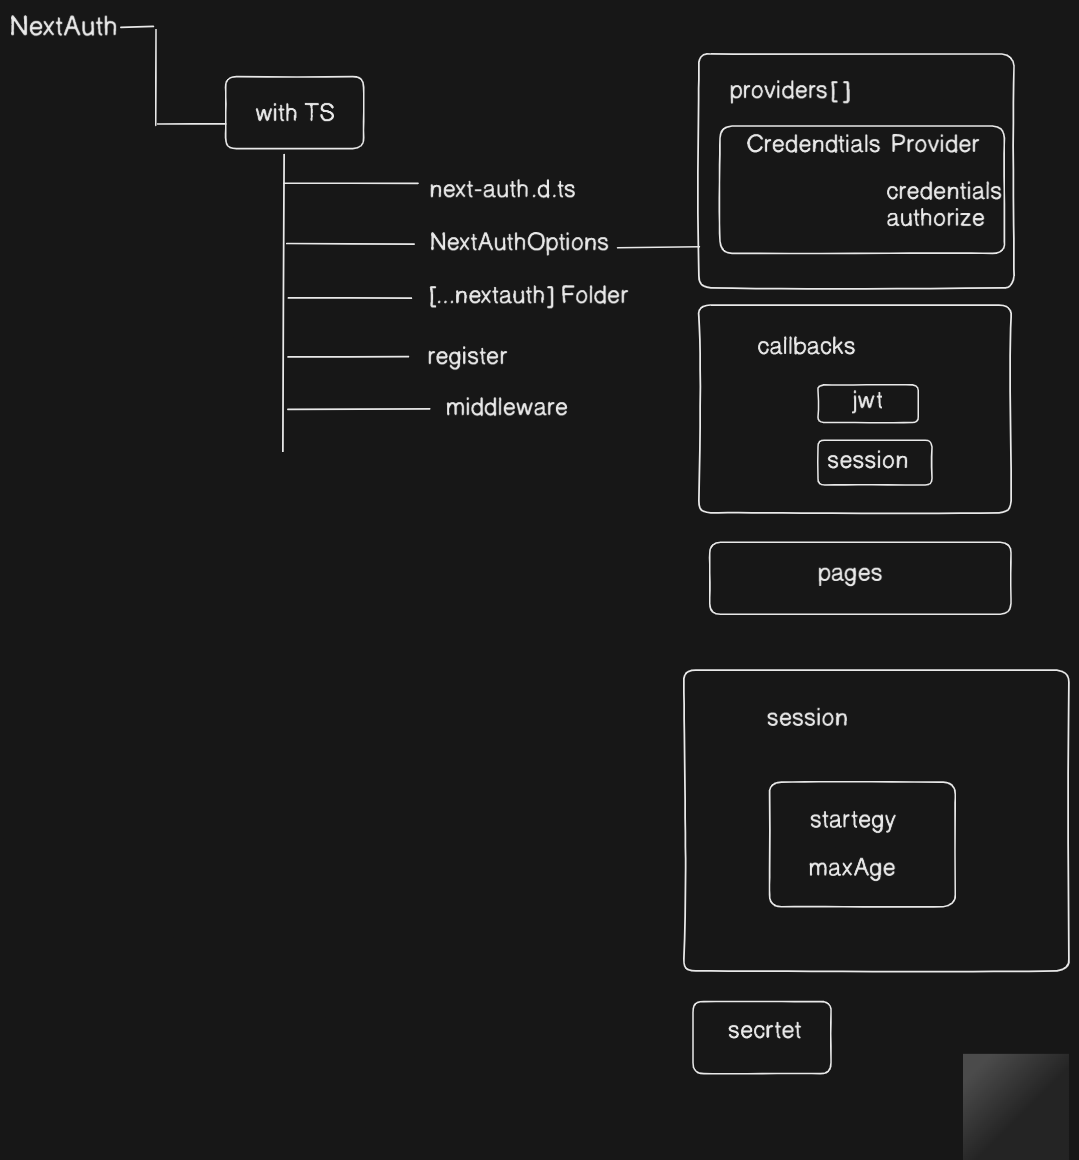 NextAuth
with TS
next-auth.d.ts
NextAuthOptions
[...nextauth] Folder
register
middleware
providers[]
Credendtials Provider
credentials
authorize
callbacks
jwt
session
pages
session
startegy
maxAge
secrtet